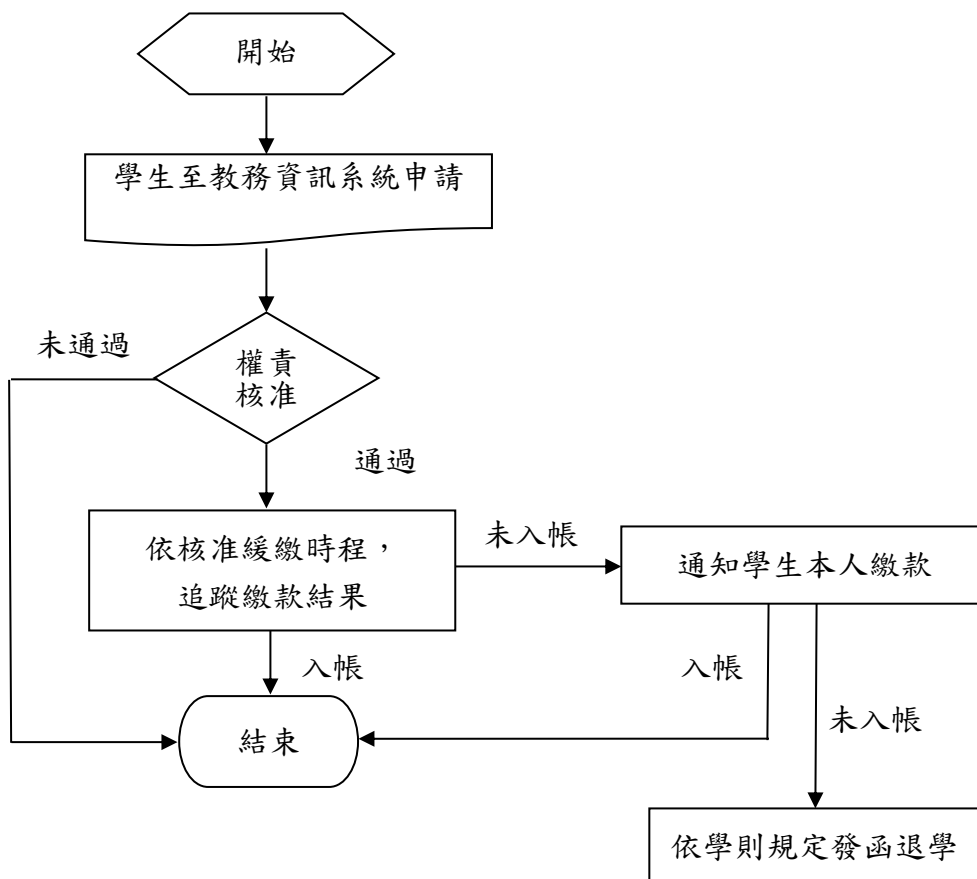 開始
學生至教務資訊系統申請
未通過
權責
核准
通過
依核准緩繳時程，
追蹤繳款結果
未入帳
通知學生本人繳款
入帳
入帳
未入帳
結束
依學則規定發函退學